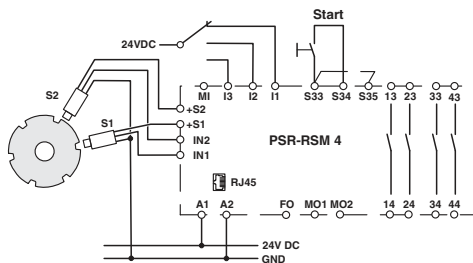 Start
24VDC
S2
S1
MI I3 I2 I1 S33 S34 S35 13 23 33 43
+S2
+S1
IN2
IN1
PSR-RSM 4
RJ45
A1 A2 FO MO1 MO2 14 24 34 44
24V DC
GND